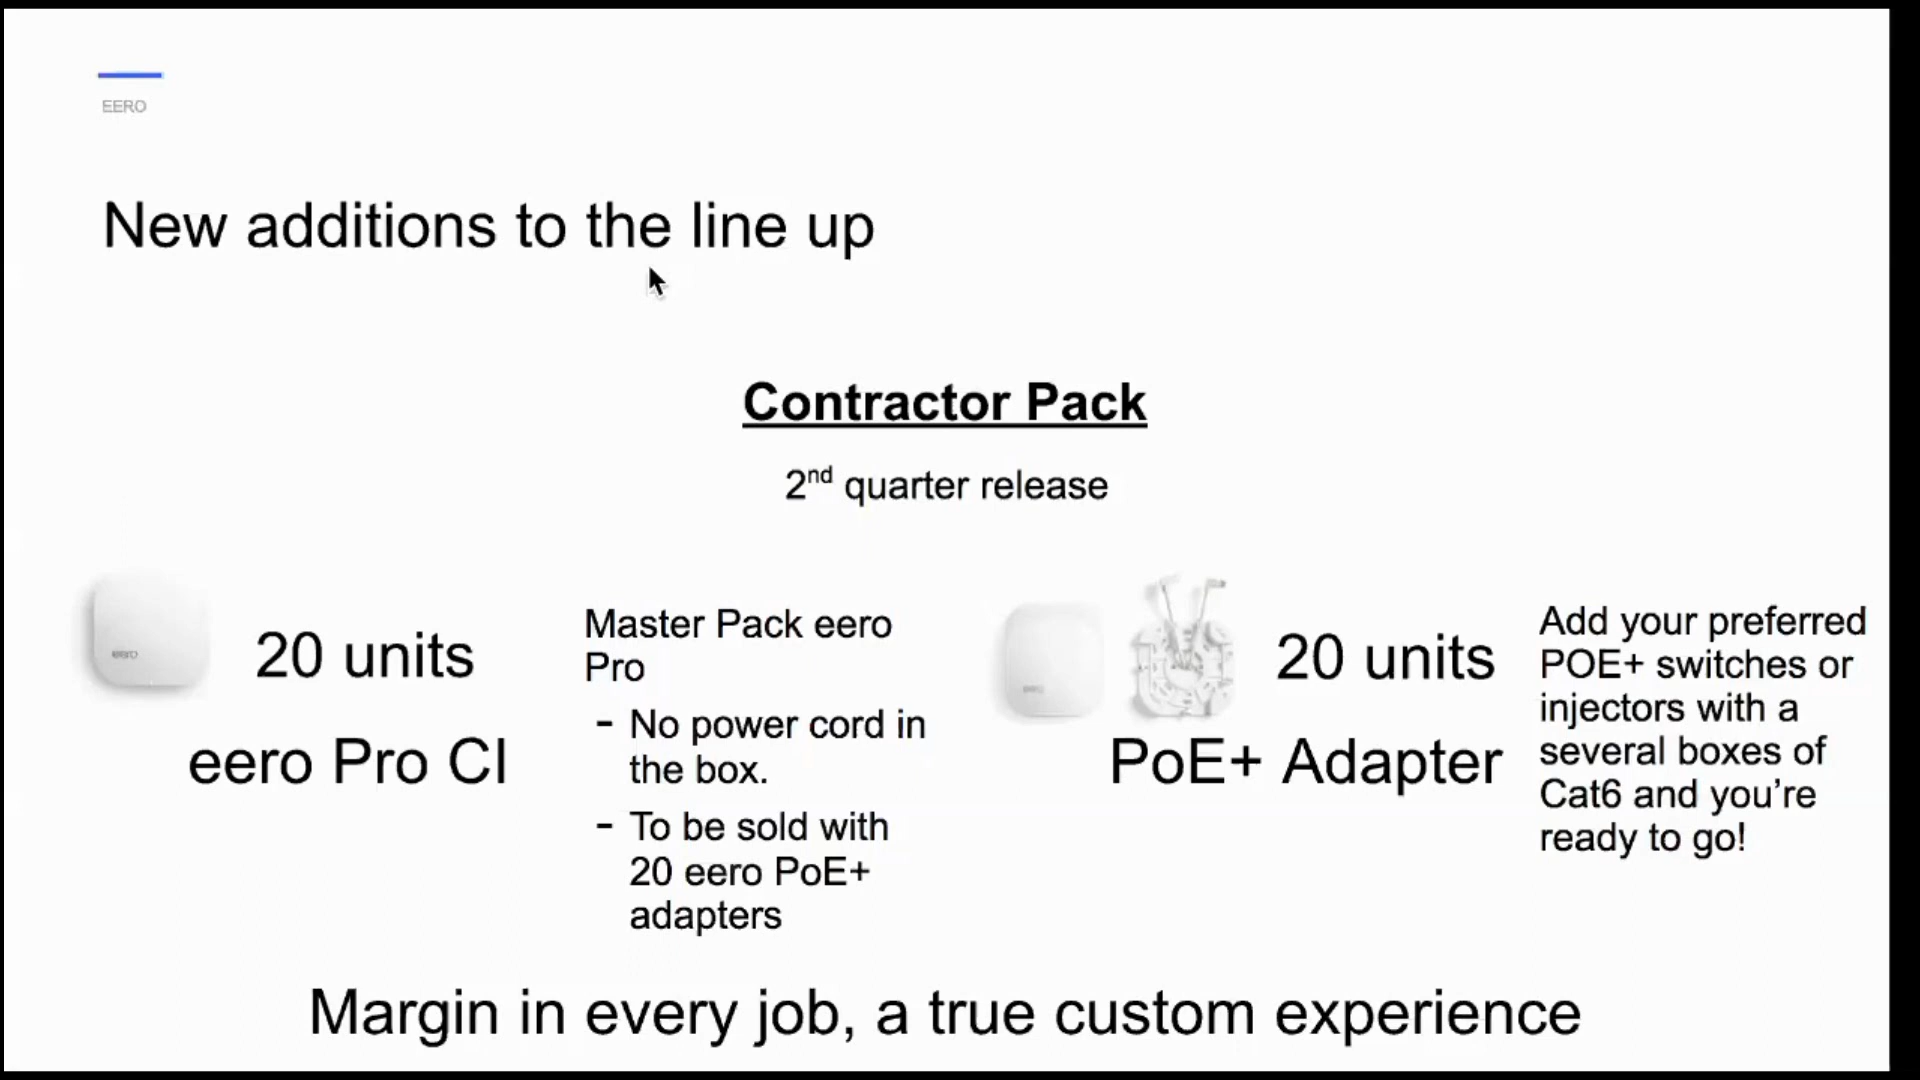 EERO
New additions to the line up
Contractor Pack
2nd quarter release
eero
20 units
eero Pro CI
Master Pack eero
Pro
- No power cord in
the box.
- To be sold with
20 eero PoE+
adapters
eero
20 units
PoE+ Adapter
Add your preferred
POE+ switches or
injectors with a
several boxes of
Cat6 and you’re
ready to go!
Margin in every job, a true custom experience